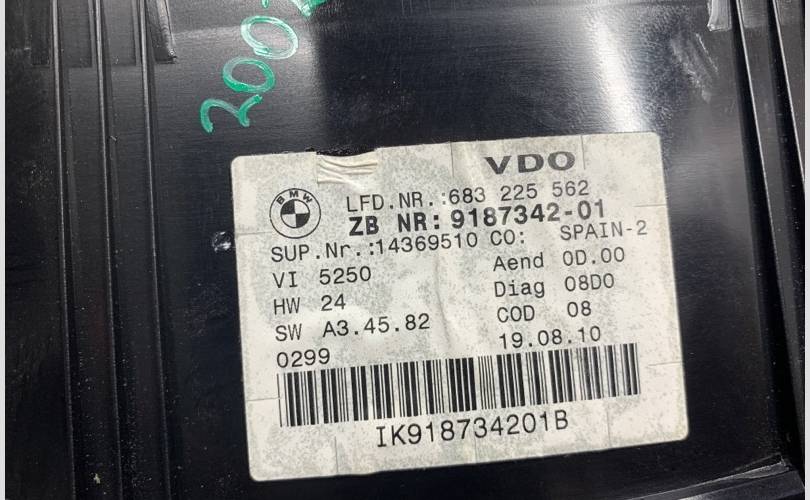 200
VDO
BMW
LFD.NR.:683 225 562
ZB NR:9187342-01
SUP.Nr.:14369510 CO: SPAIN-2
VI 5250 Aend 0D.00
HW 24 Diag 08D0
SW A3.45.82 COD 08
0299 19.08.10
IK918734201B